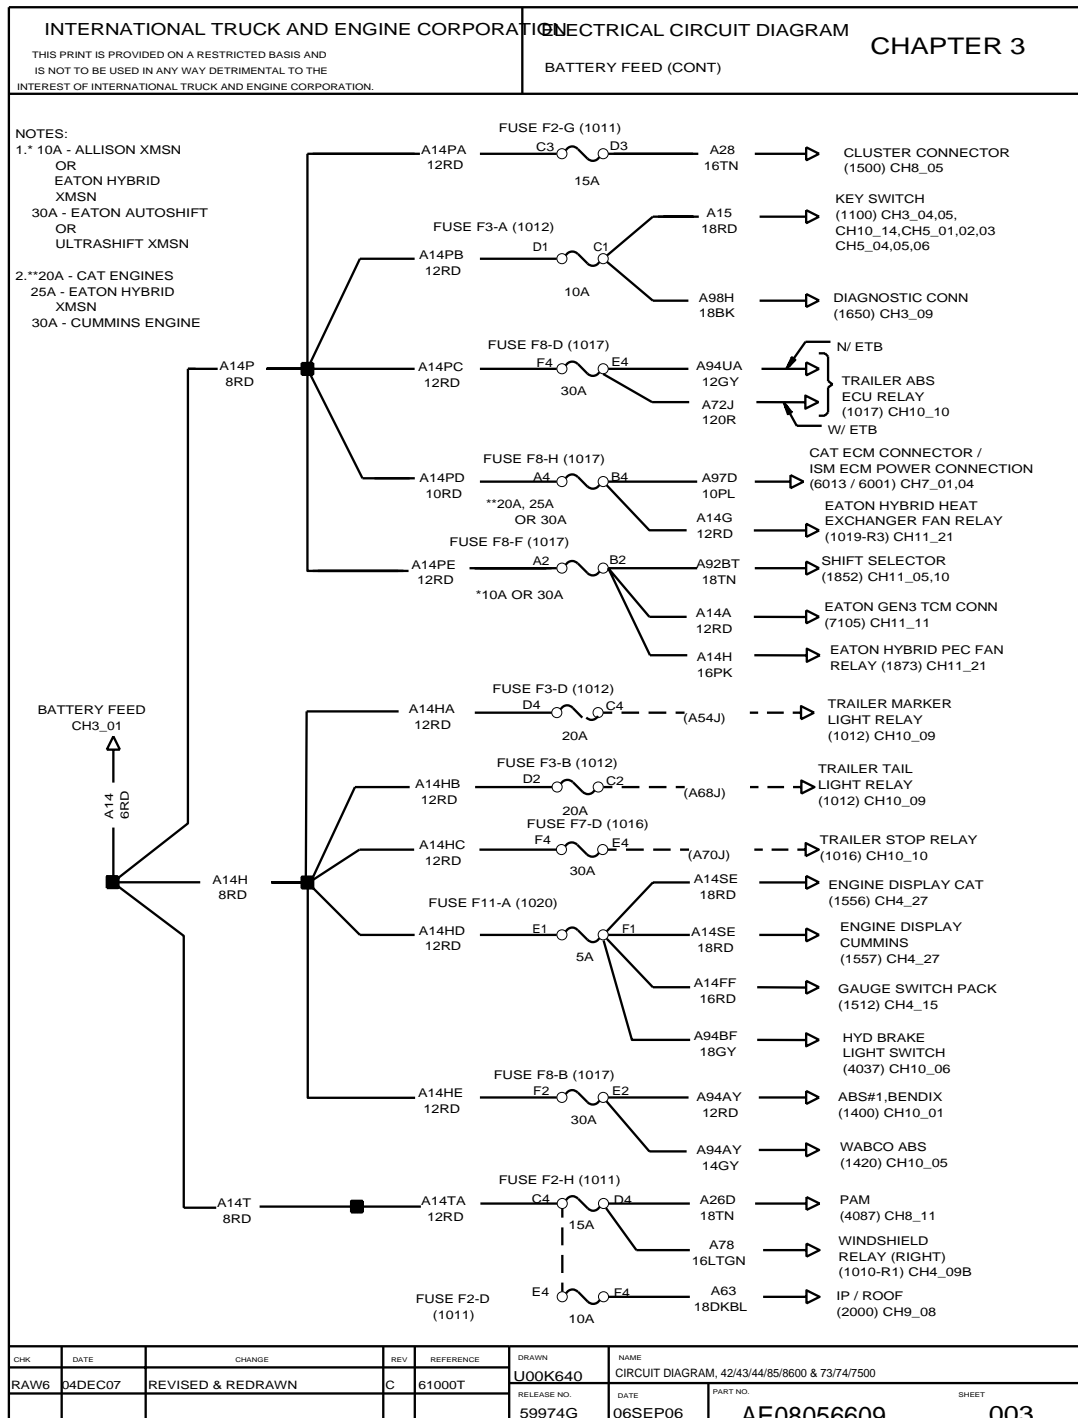 INTERNATIONAL TRUCK AND ENGINE CORPORATION
THIS PRINT IS PROVIDED ON A RESTRICTED BASIS AND
IS NOT TO BE USED IN ANY WAY DETRIMENTAL TO THE
INTEREST OF INTERNATIONAL TRUCK AND ENGINE CORPORATION.
ELECTRICAL CIRCUIT DIAGRAM
BATTERY FEED (CONT)
CHAPTER 3
NOTES:
1.* 10A - ALLISON XMSN
OR
EATON HYBRID
XMSN
30A - EATON AUTOSHIFT
OR
ULTRASHIFT XMSN
2.**20A - CAT ENGINES
25A - EATON HYBRID
XMSN
30A - CUMMINS ENGINE
FUSE F2-G (1011)
A14PA
12RD
C3
D3
15A
A28
16TN
CLUSTER CONNECTOR
(1500) CH8_05
FUSE F3-A (1012)
A14PB
12RD
D1
C1
10A
A15
18RD
KEY SWITCH
(1100) CH3_04,05,
CH10_14,CH5_01,02,03
CH5_04,05,06
A98H
18BK
DIAGNOSTIC CONN
(1650) CH3_09
A14P
8RD
FUSE F8-D (1017)
A14PC
12RD
F4
E4
30A
A94UA
12GY
N/ ETB
A72J
120R
W/ ETB
TRAILER ABS
ECU RELAY
(1017) CH10_10
FUSE F8-H (1017)
A14PD
10RD
A4
B4
**20A, 25A
OR 30A
A97D
10PL
CAT ECM CONNECTOR /
ISM ECM POWER CONNECTION
(6013 / 6001) CH7_01,04
A14G
12RD
EATON HYBRID HEAT
EXCHANGER FAN RELAY
(1019-R3) CH11_21
FUSE F8-F (1017)
A14PE
12RD
A2
B2
*10A OR 30A
A92BT
18TN
SHIFT SELECTOR
(1852) CH11_05,10
A14A
12RD
EATON GEN3 TCM CONN
(7105) CH11_11
A14H
16PK
EATON HYBRID PEC FAN
RELAY (1873) CH11_21
BATTERY FEED
CH3_01
A14
6RD
FUSE F3-D (1012)
A14HA
12RD
D4
C4
20A
(A54J)
TRAILER MARKER
LIGHT RELAY
(1012) CH10_09
FUSE F3-B (1012)
A14HB
12RD
D2
C2
20A
(A68J)
TRAILER TAIL
LIGHT RELAY
(1012) CH10_09
FUSE F7-D (1016)
A14HC
12RD
F4
E4
30A
(A70J)
TRAILER STOP RELAY
(1016) CH10_10
A14H
8RD
FUSE F11-A (1020)
A14HD
12RD
E1
F1
5A
A14SE
18RD
ENGINE DISPLAY CAT
(1556) CH4_27
A14SE
18RD
ENGINE DISPLAY
CUMMINS
(1557) CH4_27
A14FF
16RD
GAUGE SWITCH PACK
(1512) CH4_15
A94BF
18GY
HYD BRAKE
LIGHT SWITCH
(4037) CH10_06
FUSE F8-B (1017)
A14HE
12RD
F2
E2
30A
A94AY
12RD
ABS#1,BENDIX
(1400) CH10_01
A94AY
14GY
WABCO ABS
(1420) CH10_05
FUSE F2-H (1011)
A14T
8RD
A14TA
12RD
C4
D4
15A
A26D
18TN
PAM
(4087) CH8_11
A78
16LTGN
WINDSHIELD
RELAY (RIGHT)
(1010-R1) CH4_09B
FUSE F2-D
(1011)
E4
F4
10A
A63
18DKBL
IP / ROOF
(2000) CH9_08
CHK DATE CHANGE REV REFERENCE
RAW6 04DEC07 REVISED & REDRAWN C 61000T
DRAWN
U00K640
NAME
CIRCUIT DIAGRAM, 42/43/44/85/8600 & 73/74/7500
RELEASE NO.
59974G
DATE
06SEP06
PART NO.
AE08056609
SHEET
003